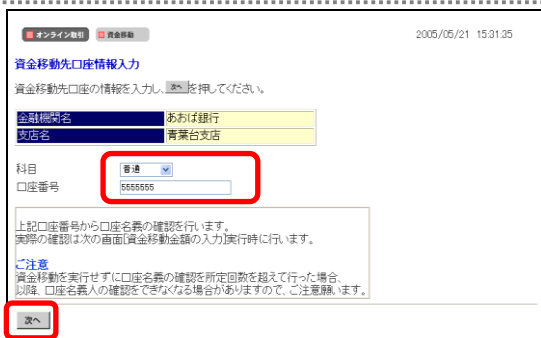 オンライン取引 資金移動 2005/05/21 15:31:35
資金移動先口座情報入力
資金移動先口座の情報を入力し、次へを押してください。
金融機関名 あおば銀行
支店名 青葉台支店
科目 普通
口座番号 5555555
上記口座番号から口座名義の確認を行います。
実際の確認は次の画面[資金移動金額の入力]実行時に行います。
ご注意
資金移動を実行せずに口座名義の確認を所定回数を超えて行った場合、
以降、口座名義人の確認をできなくなる場合がありますので、ご注意願います。
次へ